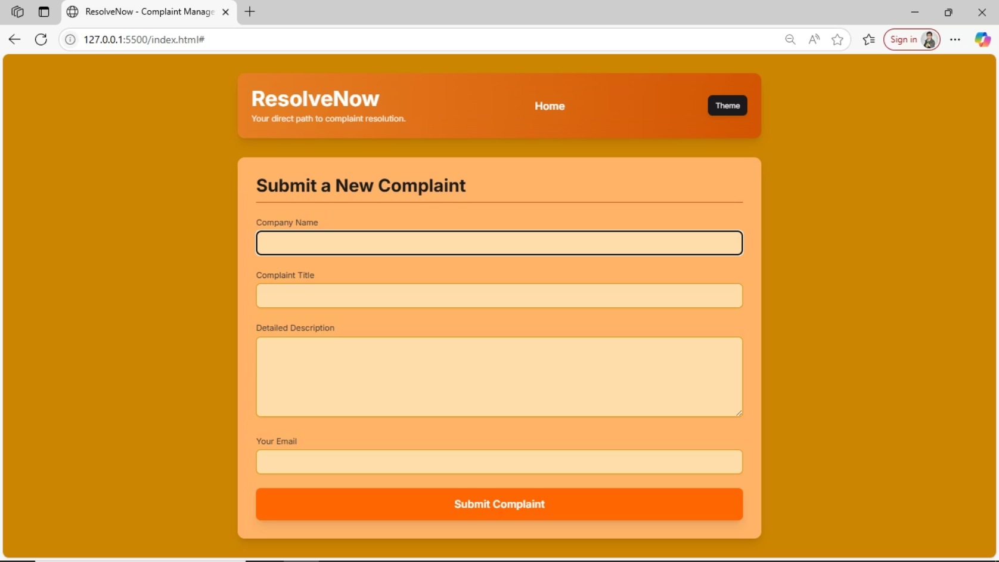 ResolveNow - Complaint Manage
127.0.0.1:5500/index.html#
Sign in
ResolveNow
Your direct path to complaint resolution.
Home
Theme
Submit a New Complaint
Company Name
Complaint Title
Detailed Description
Your Email
Submit Complaint